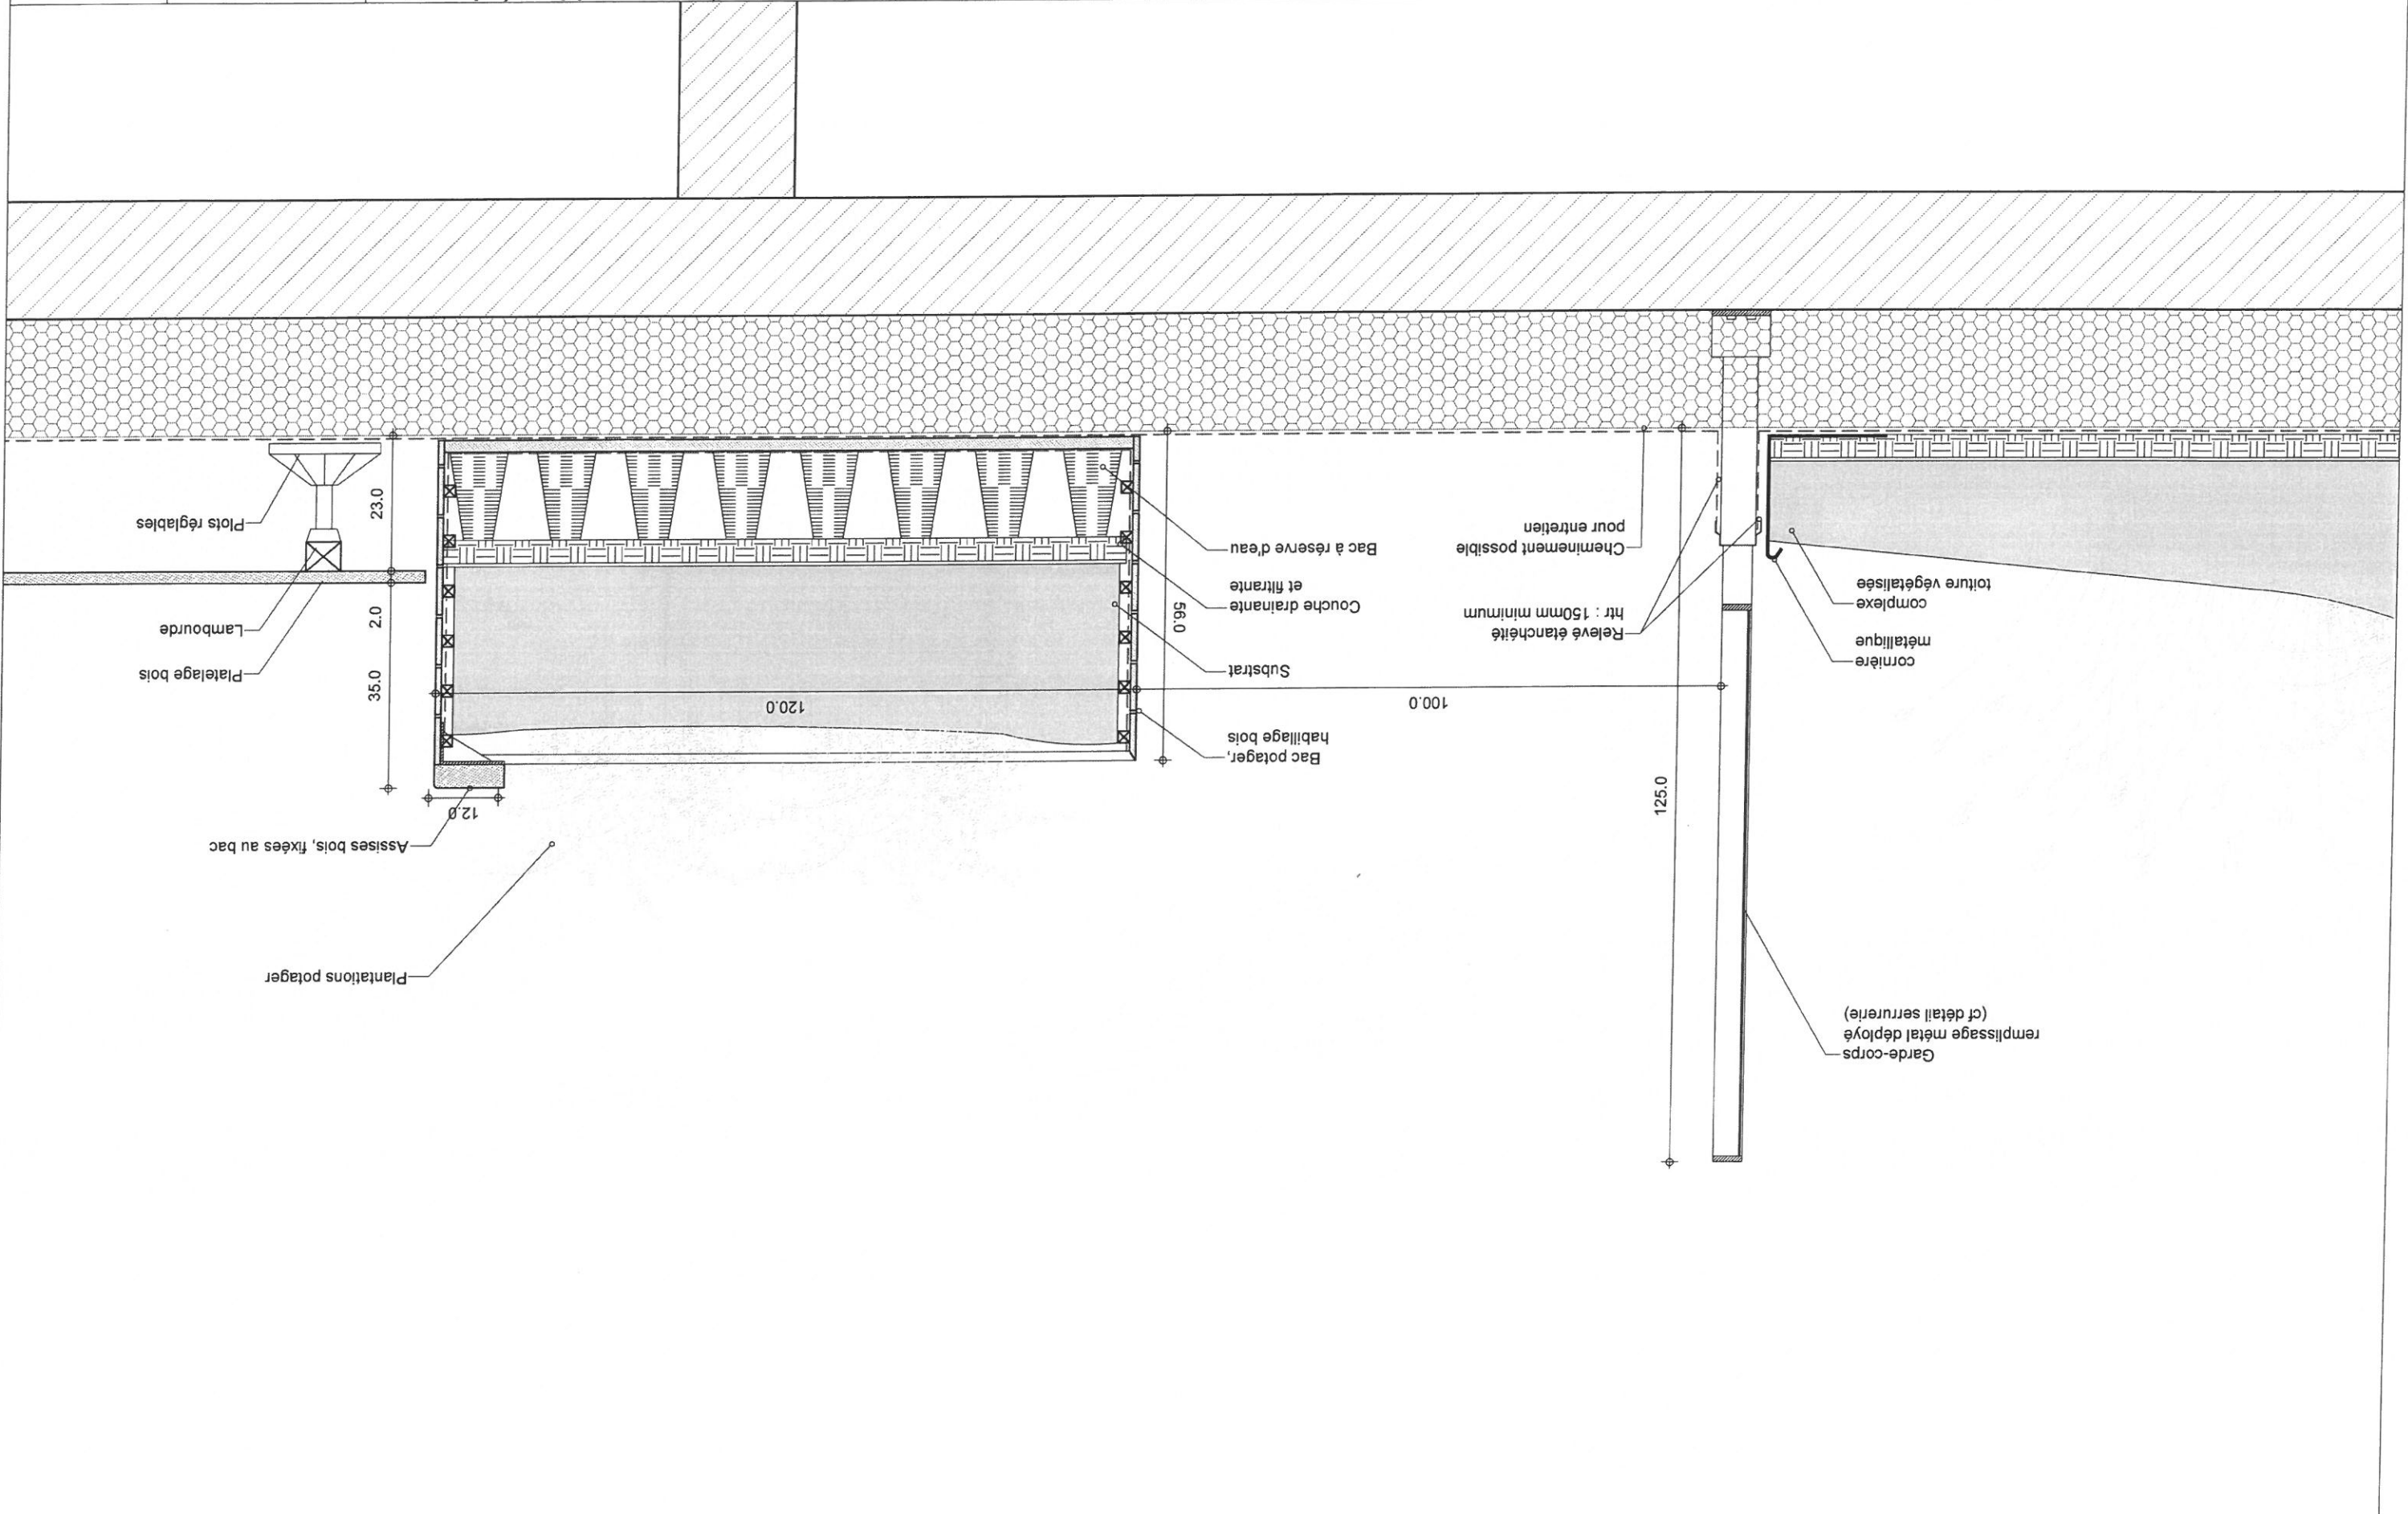 Garde-corps
remplissage métal déployé
(cf détail serrurerie)
Plantations potager
Assises bois, fixées au bac
12.0
125.0
Bac potager,
habillage bois
120.0
100.0
35.0
Platelage bois
Substrat
cornière
métallique
Lambourde
2.0
56.0
Relevé étanchéité
htr : 150mm minimum
Couche drainante
et filtrante
complexe
toiture végétalisée
Bac à réserve d'eau
Cheminement possible
pour entretien
Plots réglables
23.0